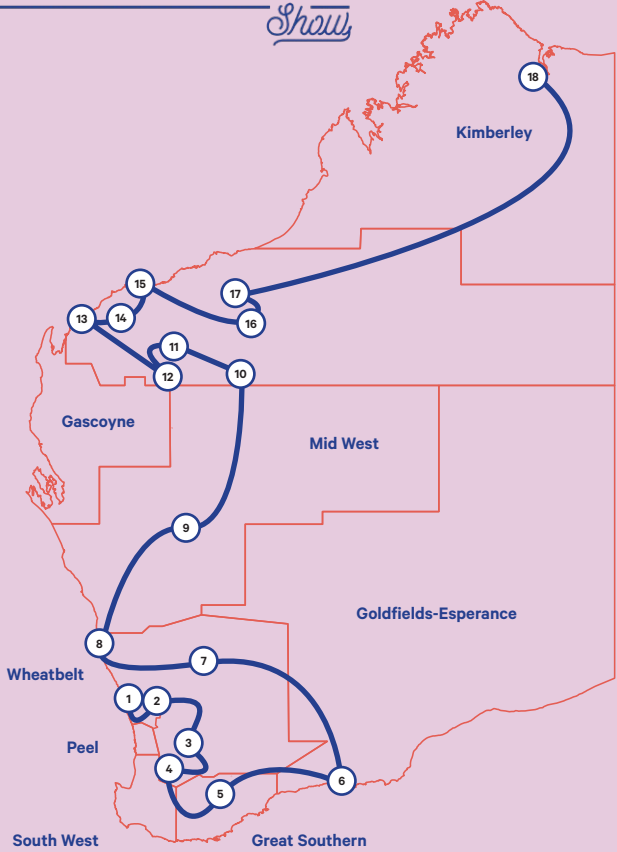 Show
18
Kimberley
15
17
13
14
16
11
12
10
Gascoyne
Mid West
9
Goldfields-Esperance
8
7
Wheatbelt
1
2
3
Peel
4
6
5
South West
Great Southern